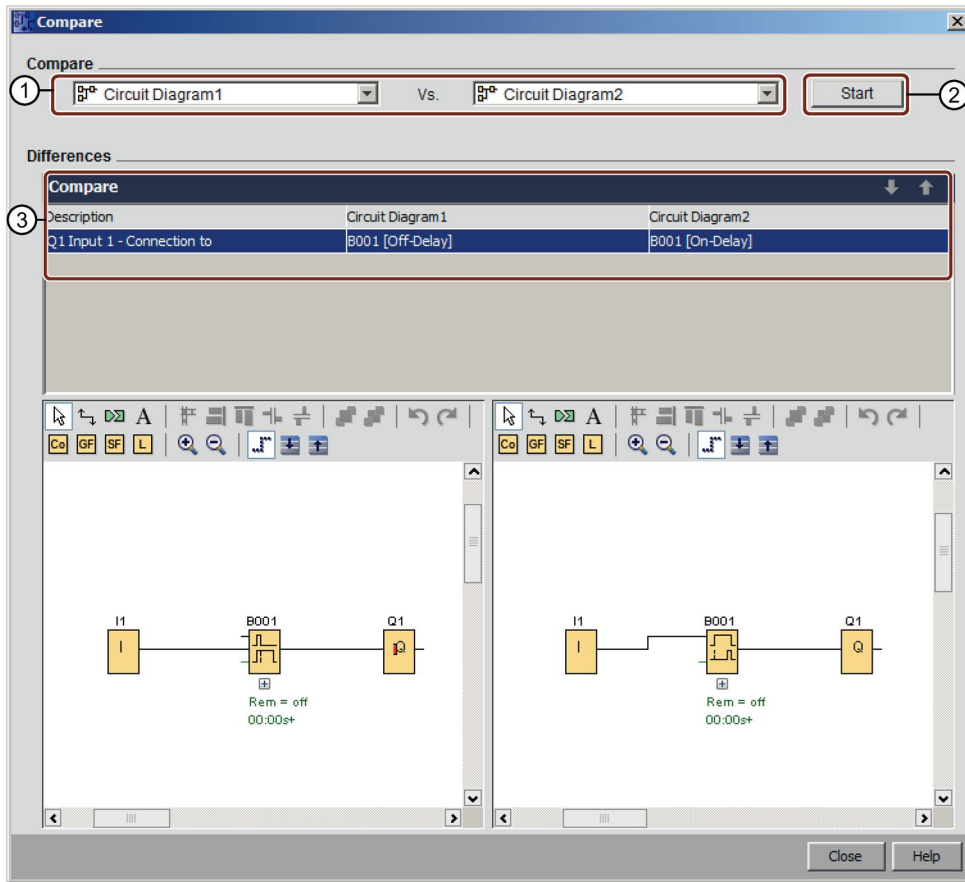 Compare
Compare
1
Circuit Diagram1
Vs.
Circuit Diagram2
Start
2
Differences
Compare
3
Description Circuit Diagram1 Circuit Diagram2
Q1 Input 1 - Connection to B001 [Off-Delay] B001 [On-Delay]
A
Co GF SF L
A
Co GF SF L
I1 B001 Q1
I Q
Rem = off
00:00s+
I1 B001 Q1
I Q
Rem = off
00:00s+
Close Help